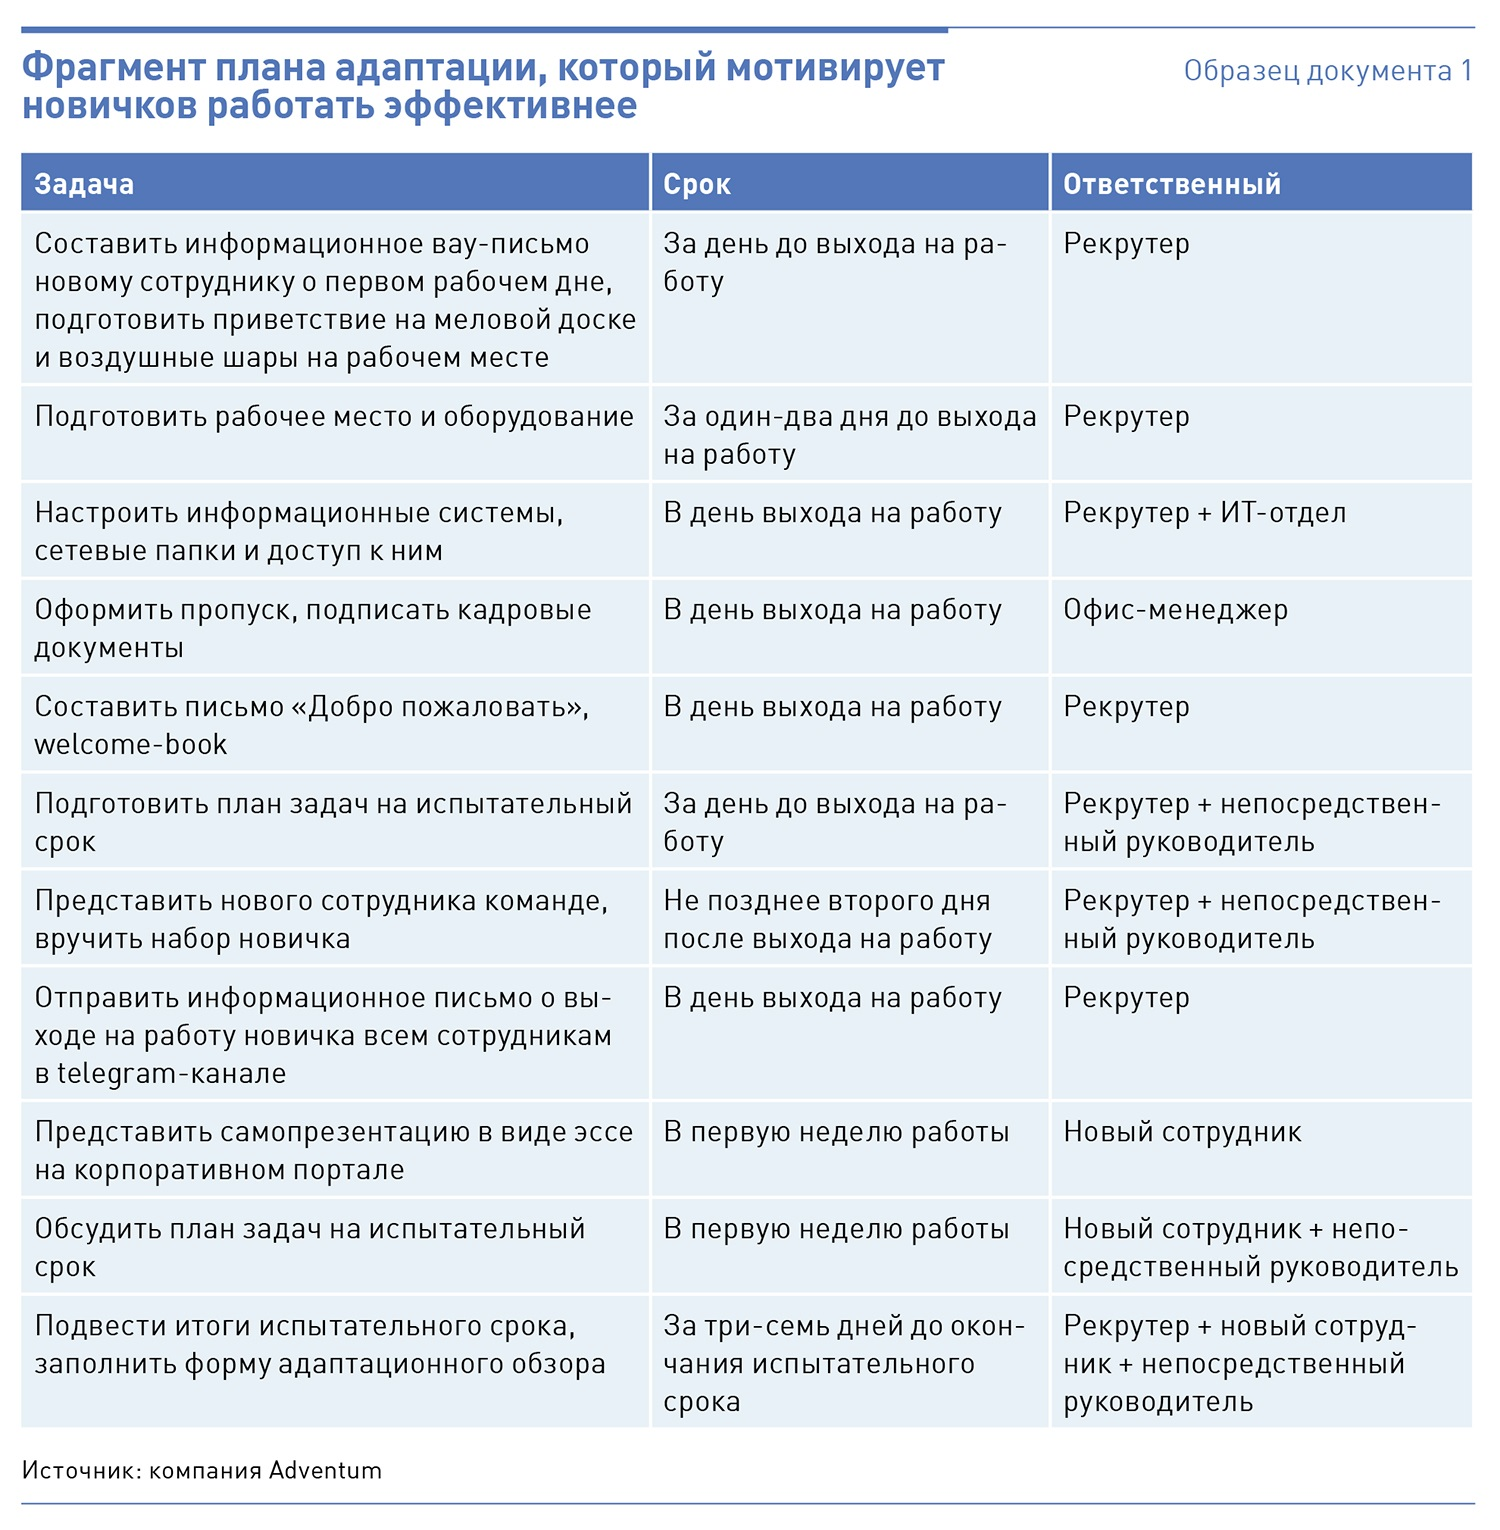 Фрагмент плана адаптации, который мотивирует
новичков работать эффективнее
Образец документа 1
Задача
Срок
Ответственный
Составить информационное вау-письмо
новому сотруднику о первом рабочем дне,
подготовить приветствие на меловой доске
и воздушные шары на рабочем месте
За день до выхода на ра-
боту
Рекрутер
Подготовить рабочее место и оборудование
За один-два дня до выхода
на работу
Рекрутер
Настроить информационные системы,
сетевые папки и доступ к ним
В день выхода на работу
Рекрутер + ИТ-отдел
Оформить пропуск, подписать кадровые
документы
В день выхода на работу
Офис-менеджер
Составить письмо «Добро пожаловать»,
welcome-book
В день выхода на работу
Рекрутер
Подготовить план задач на испытательный
срок
За день до выхода на ра-
боту
Рекрутер + непосредствен-
ный руководитель
Представить нового сотрудника команде,
вручить набор новичка
Не позднее второго дня
после выхода на работу
Рекрутер + непосредствен-
ный руководитель
Отправить информационное письмо о вы-
ходе на работу новичка всем сотрудникам
в telegram-канале
В день выхода на работу
Рекрутер
Представить самопрезентацию в виде эссе
на корпоративном портале
В первую неделю работы
Новый сотрудник
Обсудить план задач на испытательный
срок
В первую неделю работы
Новый сотрудник + непо-
средственный руководитель
Подвести итоги испытательного срока,
заполнить форму адаптационного обзора
За три-семь дней до окон-
чания испытательного
срока
Рекрутер + новый сотруд-
ник + непосредственный
руководитель
Источник: компания Adventum